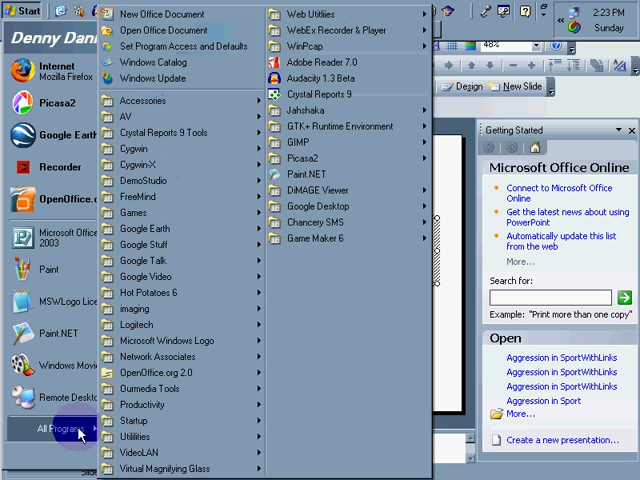 Start
2:23 PM
Sunday
Denny Dan
Internet
Mozilla Firefox
Picasa2
Google Earth
Recorder
OpenOffice.o
Microsoft Office
2003
Paint
MSWLogo Lice
Paint.NET
Windows Movi
Remote Deskto
All Programs
New Office Document
Open Office Document
Set Program Access and Defaults
Windows Catalog
Windows Update
Accessories
AV
Crystal Reports 9 Tools
Cygwin
Cygwin-X
DemoStudio
FreeMind
Games
Google Earth
Google Stuff
Google Talk
Google Video
Hot Potatoes 6
imaging
Logitech
Microsoft Windows Logo
Network Associates
OpenOffice.org 2.0
Ourmedia Tools
Productivity
Startup
Utililities
VideoLAN
Virtual Magnifying Glass
Web Utitlies
WebEx Recorder & Player
WinPcap
Adobe Reader 7.0
Audacity 1.3 Beta
Crystal Reports 9
Jahshaka
GTK+ Runtime Environment
GIMP
Picasa2
Paint.NET
DiMAGE Viewer
Google Desktop
Chancery SMS
Game Maker 6
48%
Design
New Slide
Getting Started
Microsoft Office Online
Connect to Microsoft Office
Online
Get the latest news about using
PowerPoint
Automatically update this list
from the web
More...
Search for:
Example: "Print more than one copy"
Open
Aggression in SportWithLinks
Aggression in SportWithLinks
Aggression in SportWithLinks
Aggression in Sport
More...
Create a new presentation...
Slide